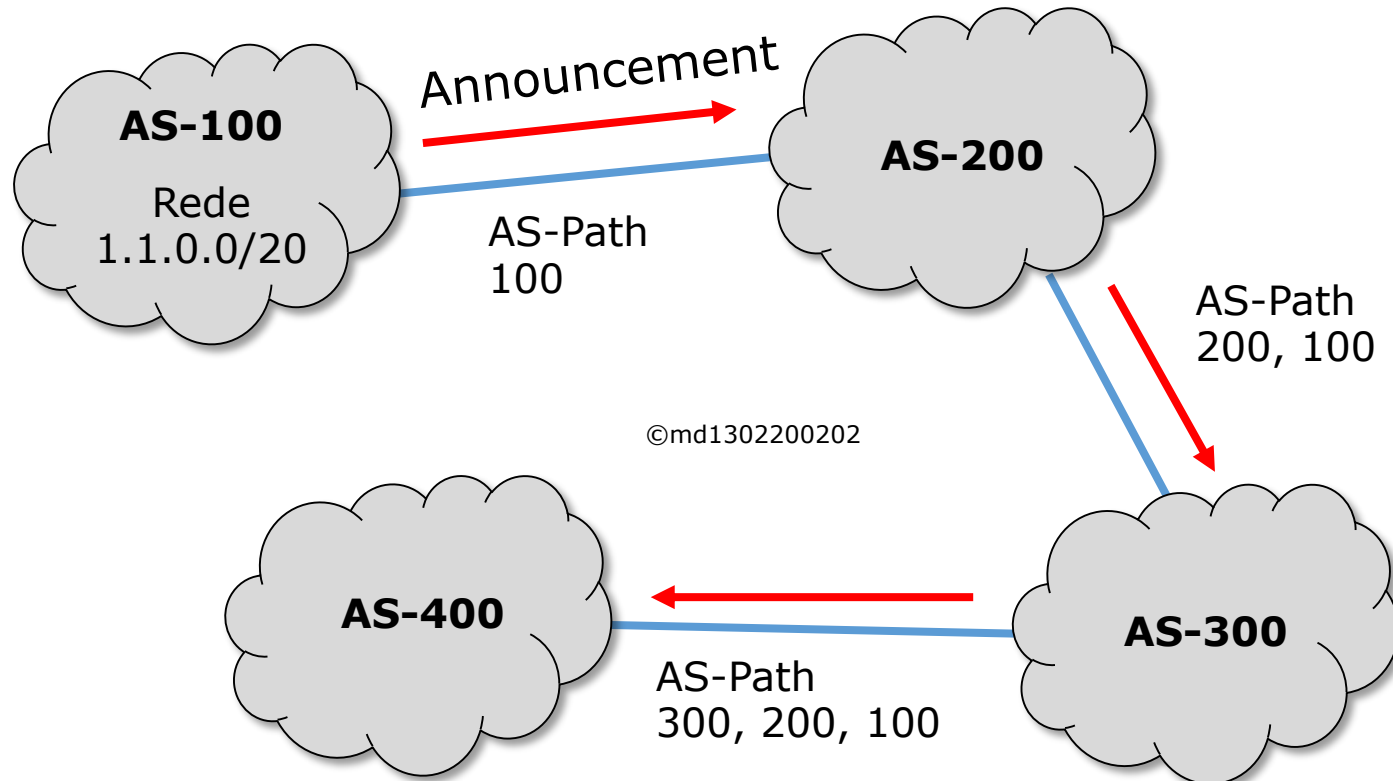 Announcement
AS-100
Rede
1.1.0.0/20
AS-Path
100
AS-200
AS-Path
200, 100
©md1302200202
AS-400
AS-300
AS-Path
300, 200, 100